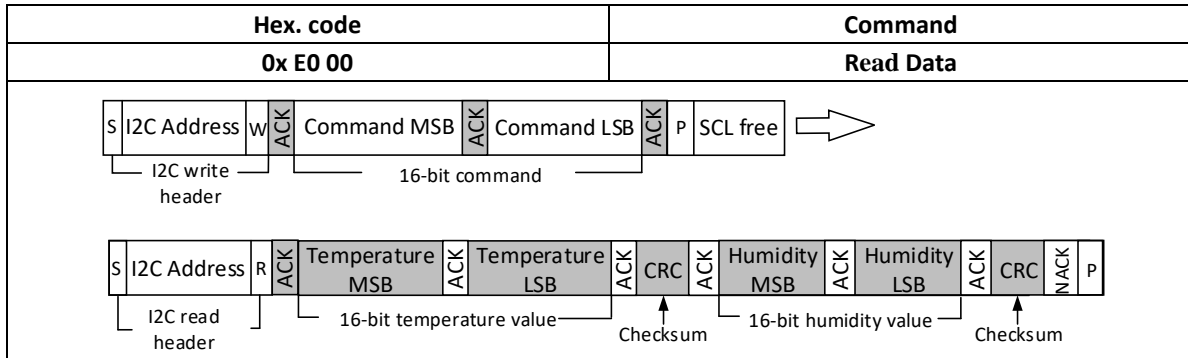 Hex. code Command
0x E0 00 Read Data
S I2C Address W ACK Command MSB ACK Command LSB ACK P SCL free
I2C write header 16-bit command
S I2C Address R ACK Temperature MSB ACK Temperature LSB ACK CRC ACK Humidity MSB ACK Humidity LSB ACK CRC NACK P
I2C read header 16-bit temperature value Checksum 16-bit humidity value Checksum